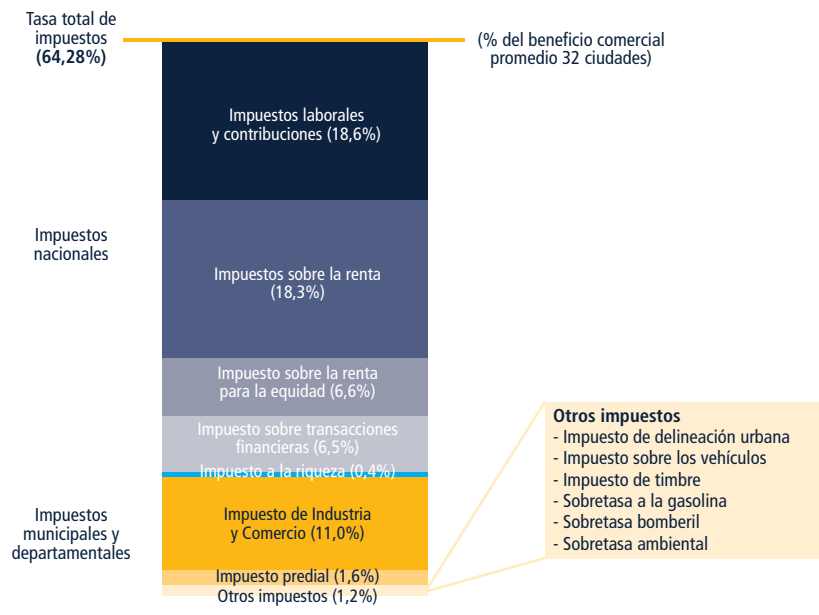 Tasa total de
impuestos
(64,28%)
(% del beneficio comercial
promedio 32 ciudades)
Impuestos laborales
y contribuciones (18,6%)
Impuestos
nacionales
Impuestos sobre la renta
(18,3%)
Impuesto sobre la renta
para la equidad (6,6%)
Impuesto sobre transacciones
financieras (6,5%)
Impuesto a la riqueza (0,4%)
Impuestos
municipales y
departamentales
Impuesto de Industria
y Comercio (11,0%)
Impuesto predial (1,6%)
Otros impuestos (1,2%)
Otros impuestos
- Impuesto de delineación urbana
- Impuesto sobre los vehículos
- Impuesto de timbre
- Sobretasa a la gasolina
- Sobretasa bomberil
- Sobretasa ambiental